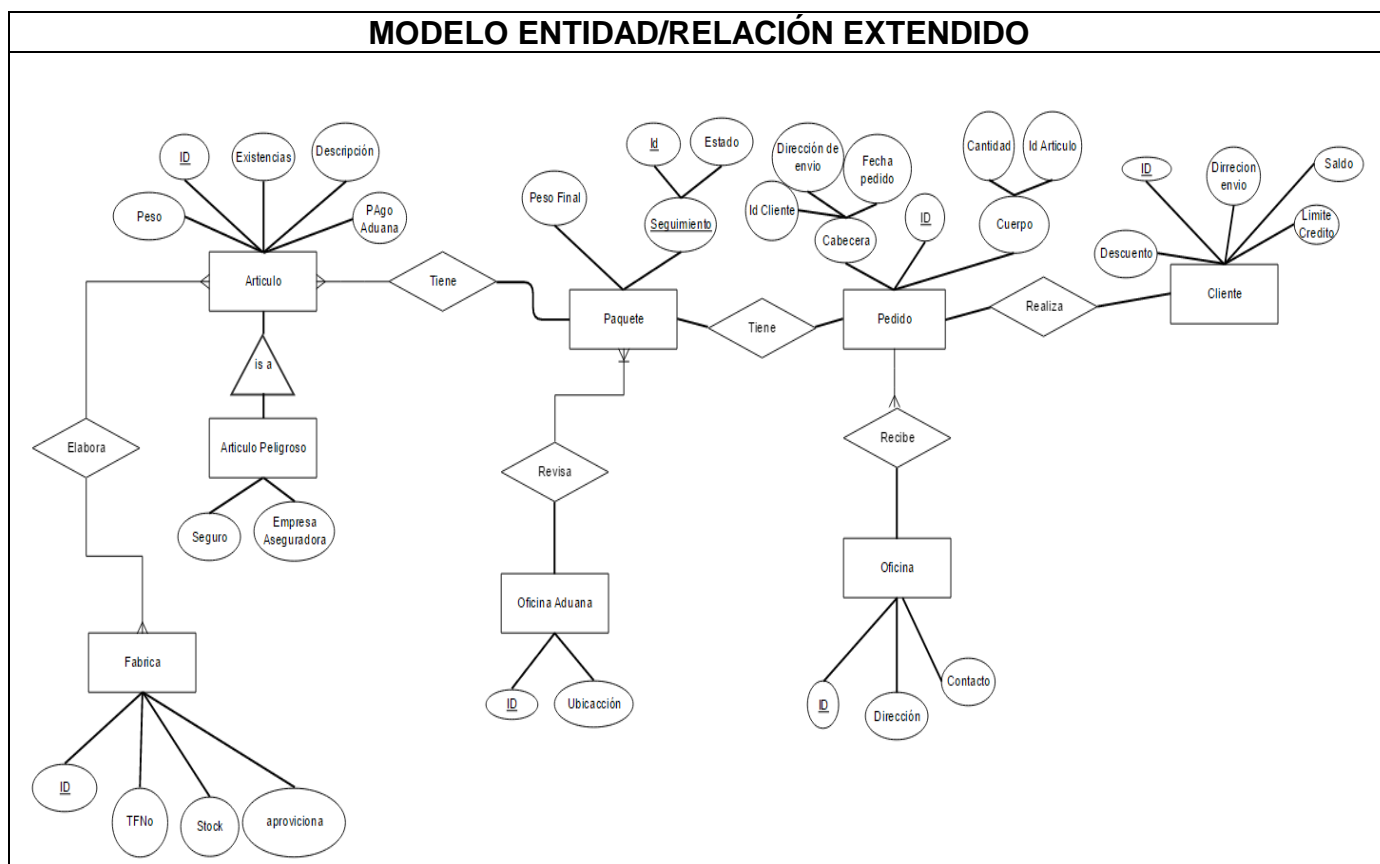 MODELO ENTIDAD/RELACIÓN EXTENDIDO
ID
Existencias
Descripción
Peso
PAgo
Aduana
Articulo
Tiene
Id
Estado
Peso Final
Seguimiento
Paquete
Tiene
Dirección de
envio
Fecha
pedido
Id Cliente
Cabecera
ID
Cantidad
Id Articulo
Cuerpo
Pedido
Realiza
ID
Dirrecion
envio
Saldo
Limite
Credito
Descuento
Cliente
is a
Articulo Peligroso
Seguro
Empresa
Aseguradora
Elabora
Revisa
Recibe
Oficina Aduana
ID
Ubicacción
Oficina
ID
Dirección
Contacto
Fabrica
ID
TFNo
Stock
aproviciona